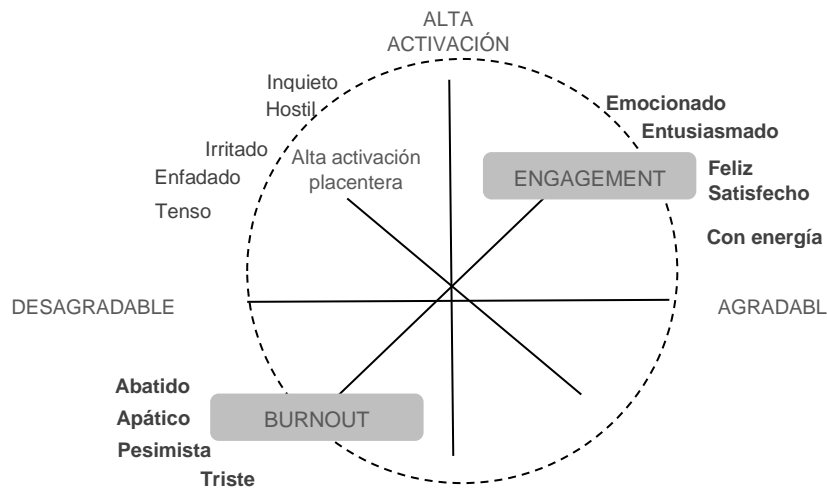 ALTA
ACTIVACIÓN
Inquieto
Hostil
Emocionado
Entusiasmado
Irritado
Enfadado
Tenso
Alta activación
placentera
ENGAGEMENT
Feliz
Satisfecho
Con energía
DESAGRADABLE
AGRADABL
Abatido
Apático
Pesimista
Triste
BURNOUT